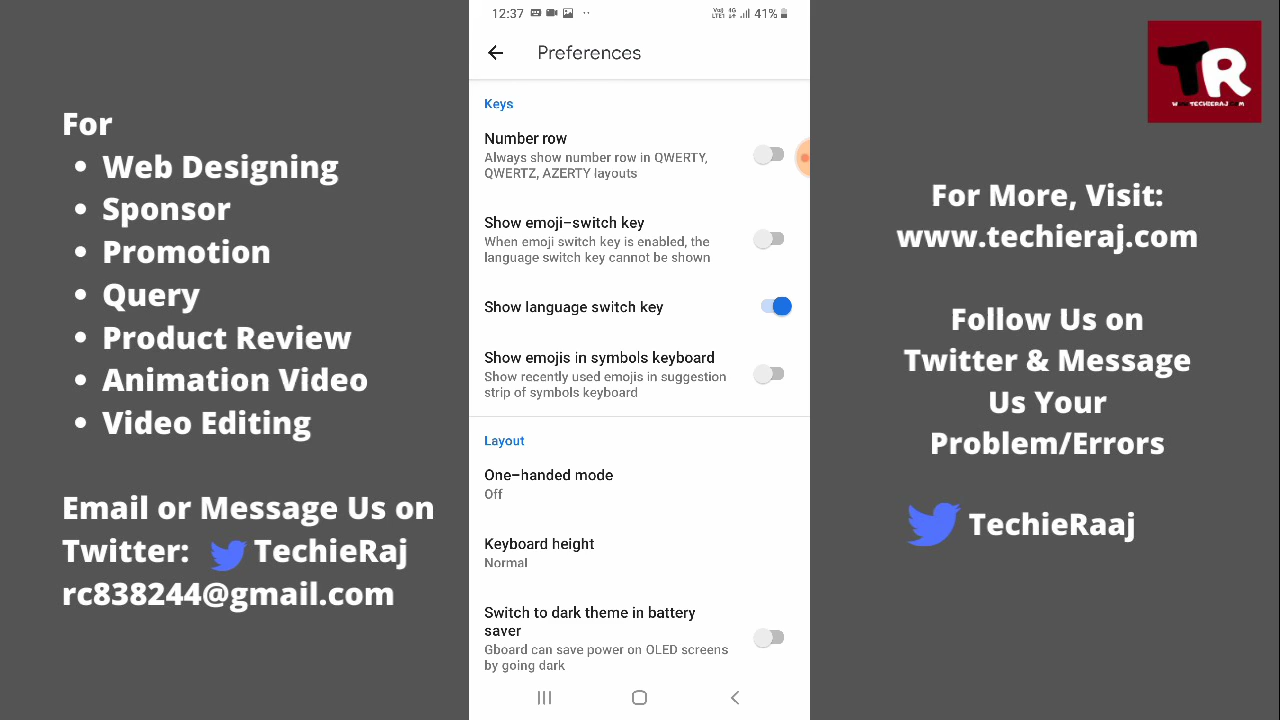 For
• Web Designing
• Sponsor
• Promotion
• Query
• Product Review
• Animation Video
• Video Editing
Email or Message Us on
Twitter: TechieRaj
rc838244@gmail.com
12:37
41%
Preferences
Keys
Number row
Always show number row in QWERTY,
QWERTZ, AZERTY layouts
Show emoji-switch key
When emoji switch key is enabled, the
language switch key cannot be shown
Show language switch key
Show emojis in symbols keyboard
Show recently used emojis in suggestion
strip of symbols keyboard
Layout
One-handed mode
Off
Keyboard height
Normal
Switch to dark theme in battery
saver
Gboard can save power on OLED screens
by going dark
TR
For More, Visit:
www.techieraj.com
Follow Us on
Twitter & Message
Us Your
Problem/Errors
TechieRaaj